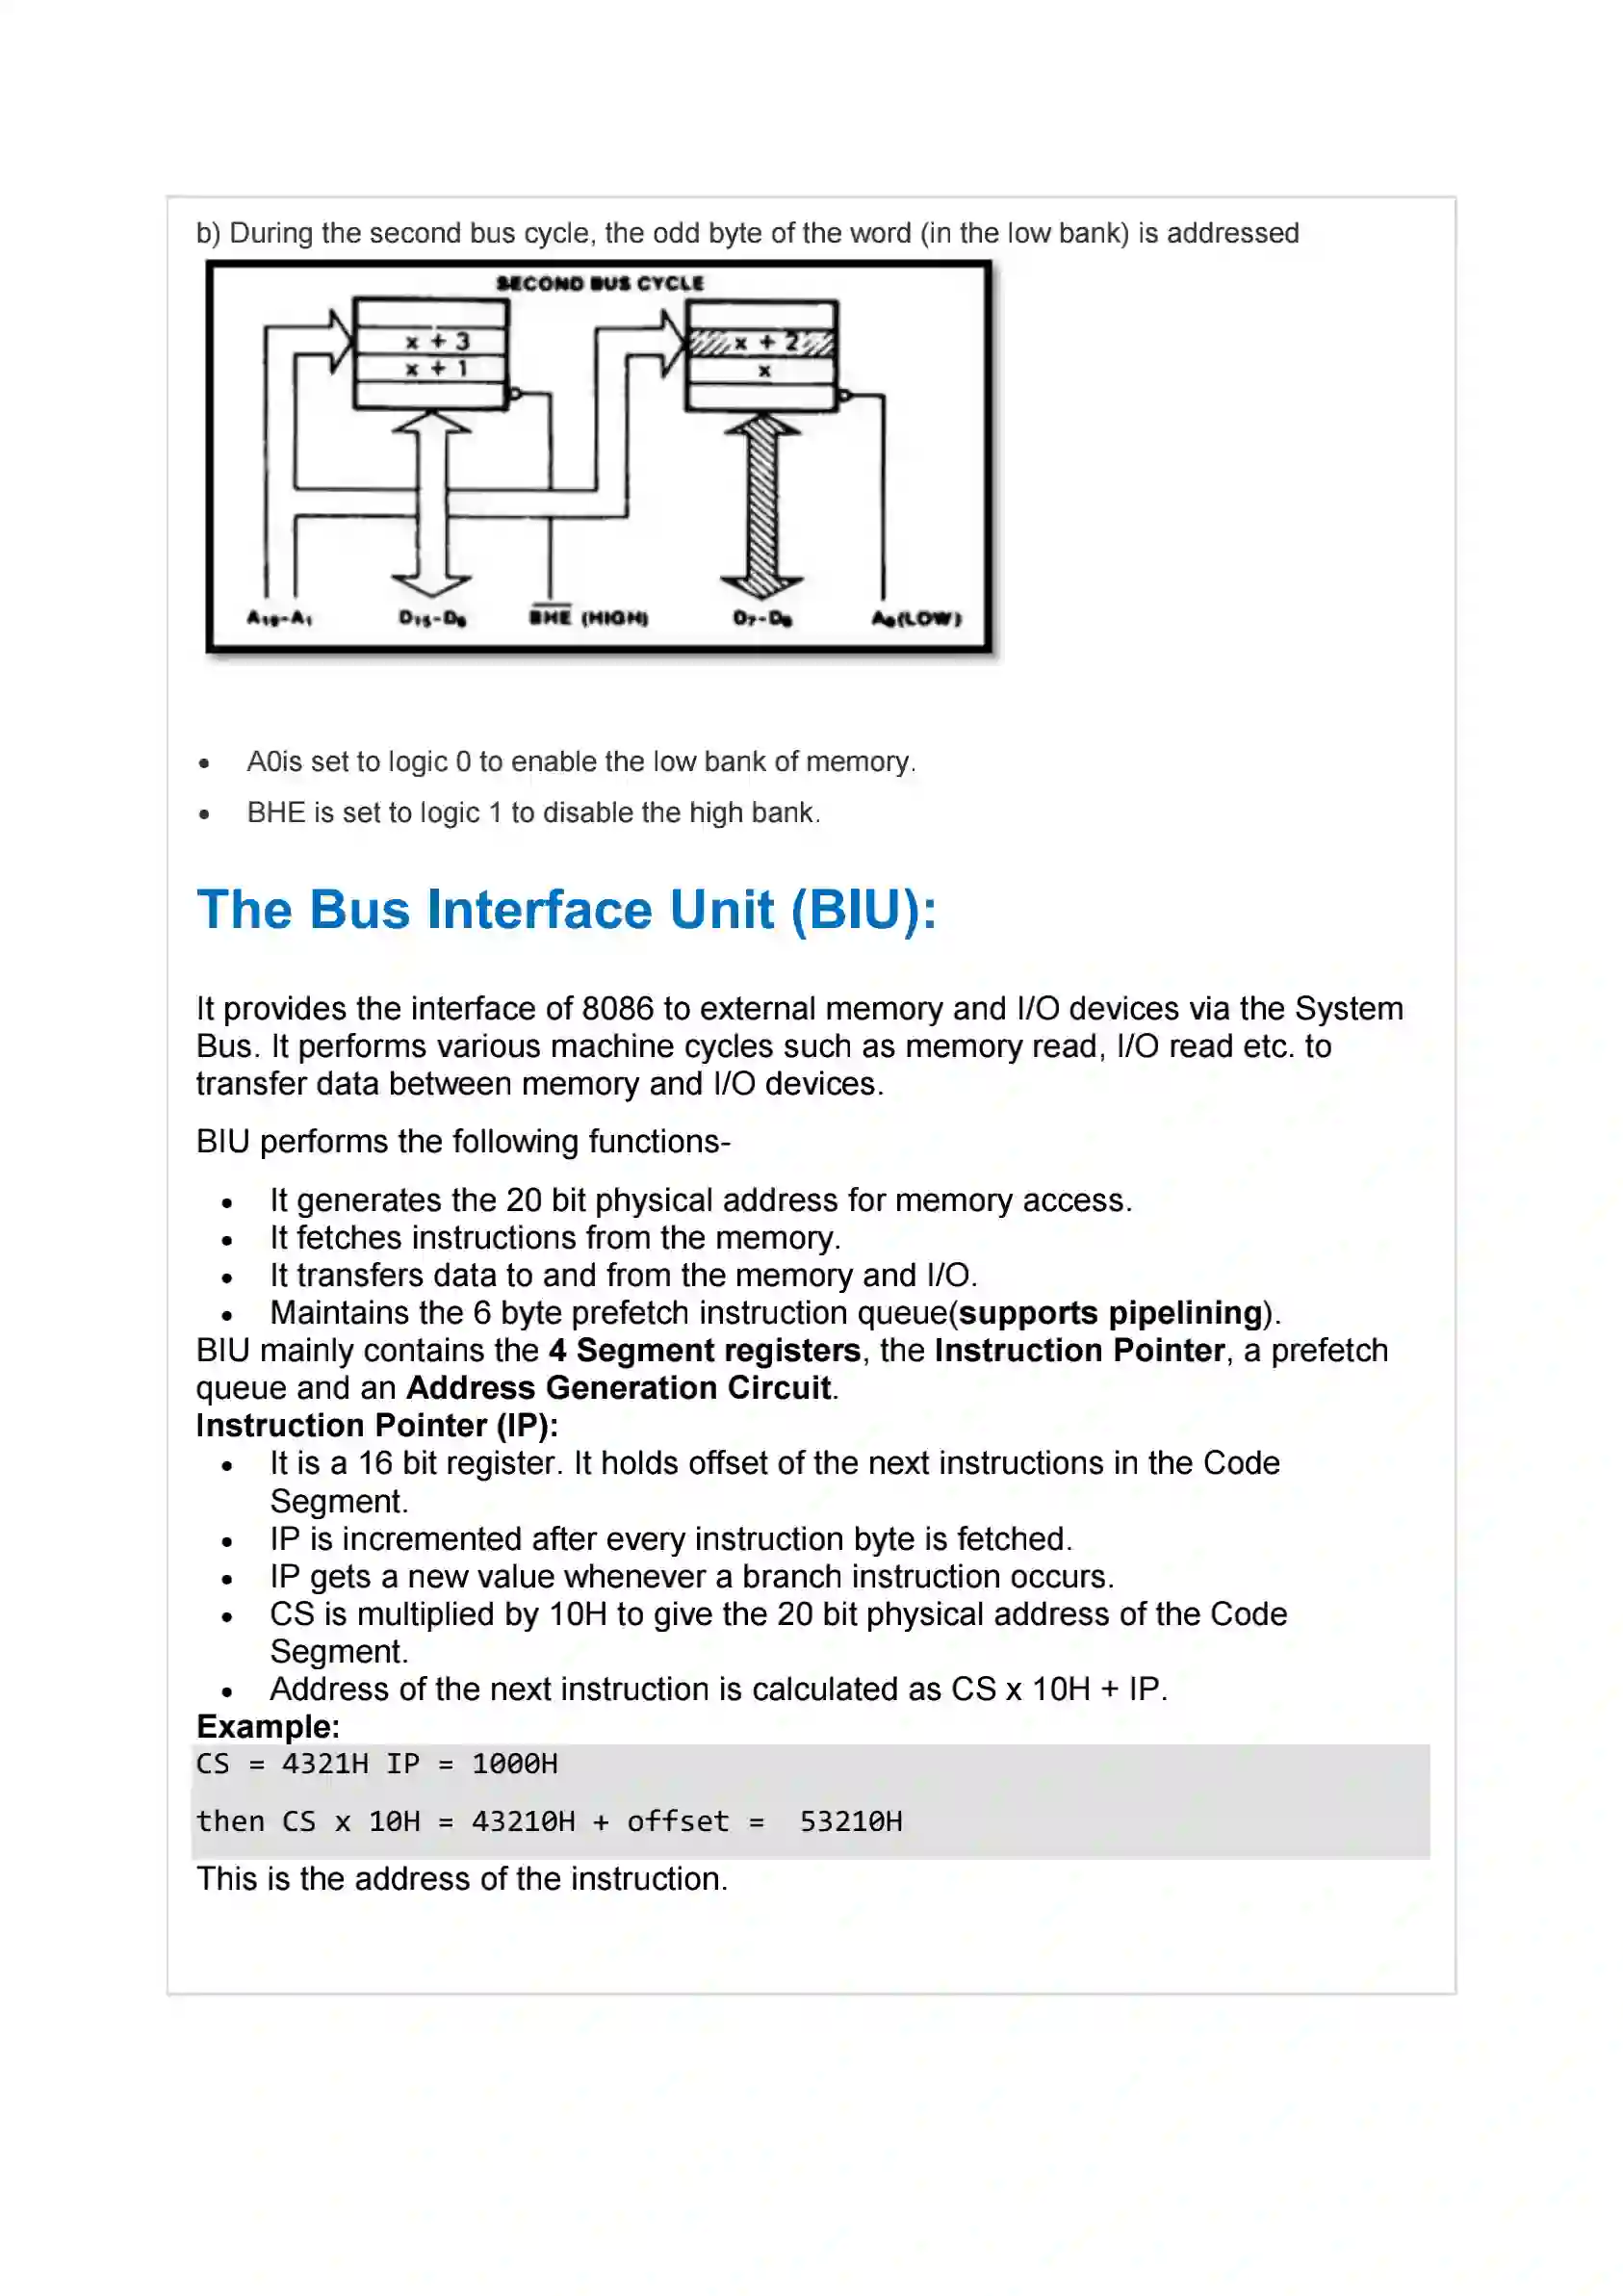 b) During the second bus cycle, the odd byte of the word (in the low bank) is addressed
SECOND BUS CYCLE
x + 3
x + 1
x + 2
x
A19-A1
D15-D8
BHE (HIGH)
D7-D0
A0(LOW)
• A0is set to logic 0 to enable the low bank of memory.
• BHE is set to logic 1 to disable the high bank.
The Bus Interface Unit (BIU):
It provides the interface of 8086 to external memory and I/O devices via the System
Bus. It performs various machine cycles such as memory read, I/O read etc. to
transfer data between memory and I/O devices.
BIU performs the following functions-
• It generates the 20 bit physical address for memory access.
• It fetches instructions from the memory.
• It transfers data to and from the memory and I/O.
• Maintains the 6 byte prefetch instruction queue(supports pipelining).
BIU mainly contains the 4 Segment registers, the Instruction Pointer, a prefetch
queue and an Address Generation Circuit.
Instruction Pointer (IP):
• It is a 16 bit register. It holds offset of the next instructions in the Code
Segment.
• IP is incremented after every instruction byte is fetched.
• IP gets a new value whenever a branch instruction occurs.
• CS is multiplied by 10H to give the 20 bit physical address of the Code
Segment.
• Address of the next instruction is calculated as CS x 10H + IP.
Example:
CS = 4321H IP = 1000H
then CS x 10H = 43210H + offset = 53210H
This is the address of the instruction.